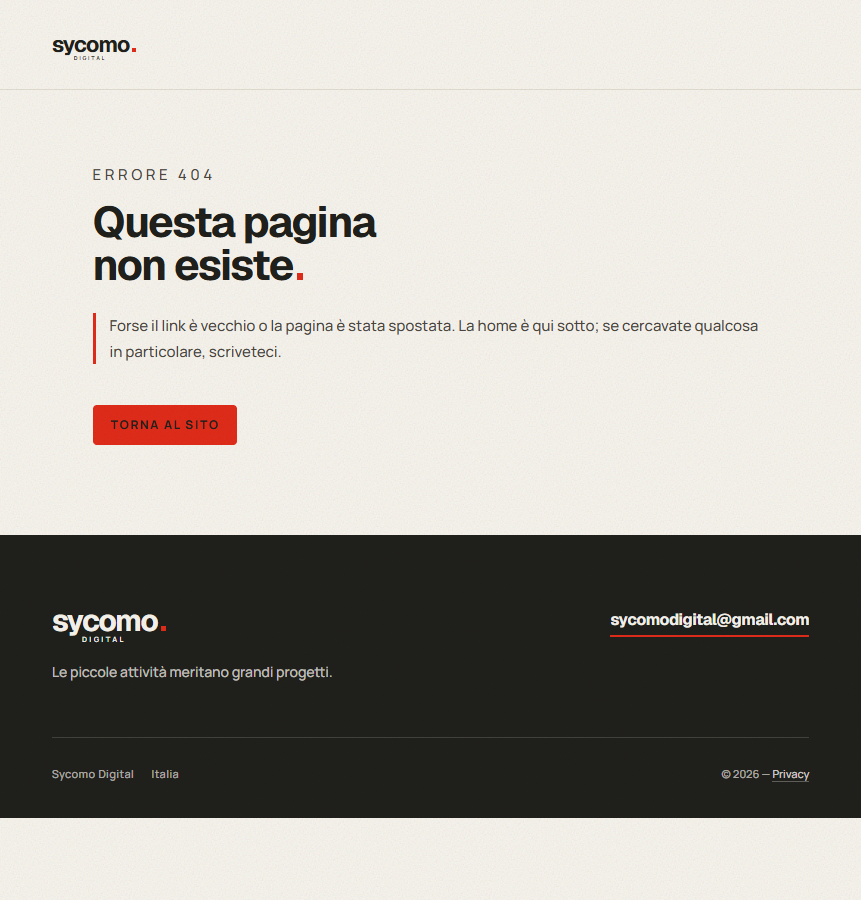 sycomo.
DIGITAL
ERRORE 404
Questa pagina
non esiste.
Forse il link è vecchio o la pagina è stata spostata. La home è qui sotto; se cercavate qualcosa
in particolare, scriveteci.
TORNA AL SITO
sycomo.
DIGITAL
sycomodigital@gmail.com
Le piccole attività meritano grandi progetti.
Sycomo Digital Italia
© 2026 — Privacy